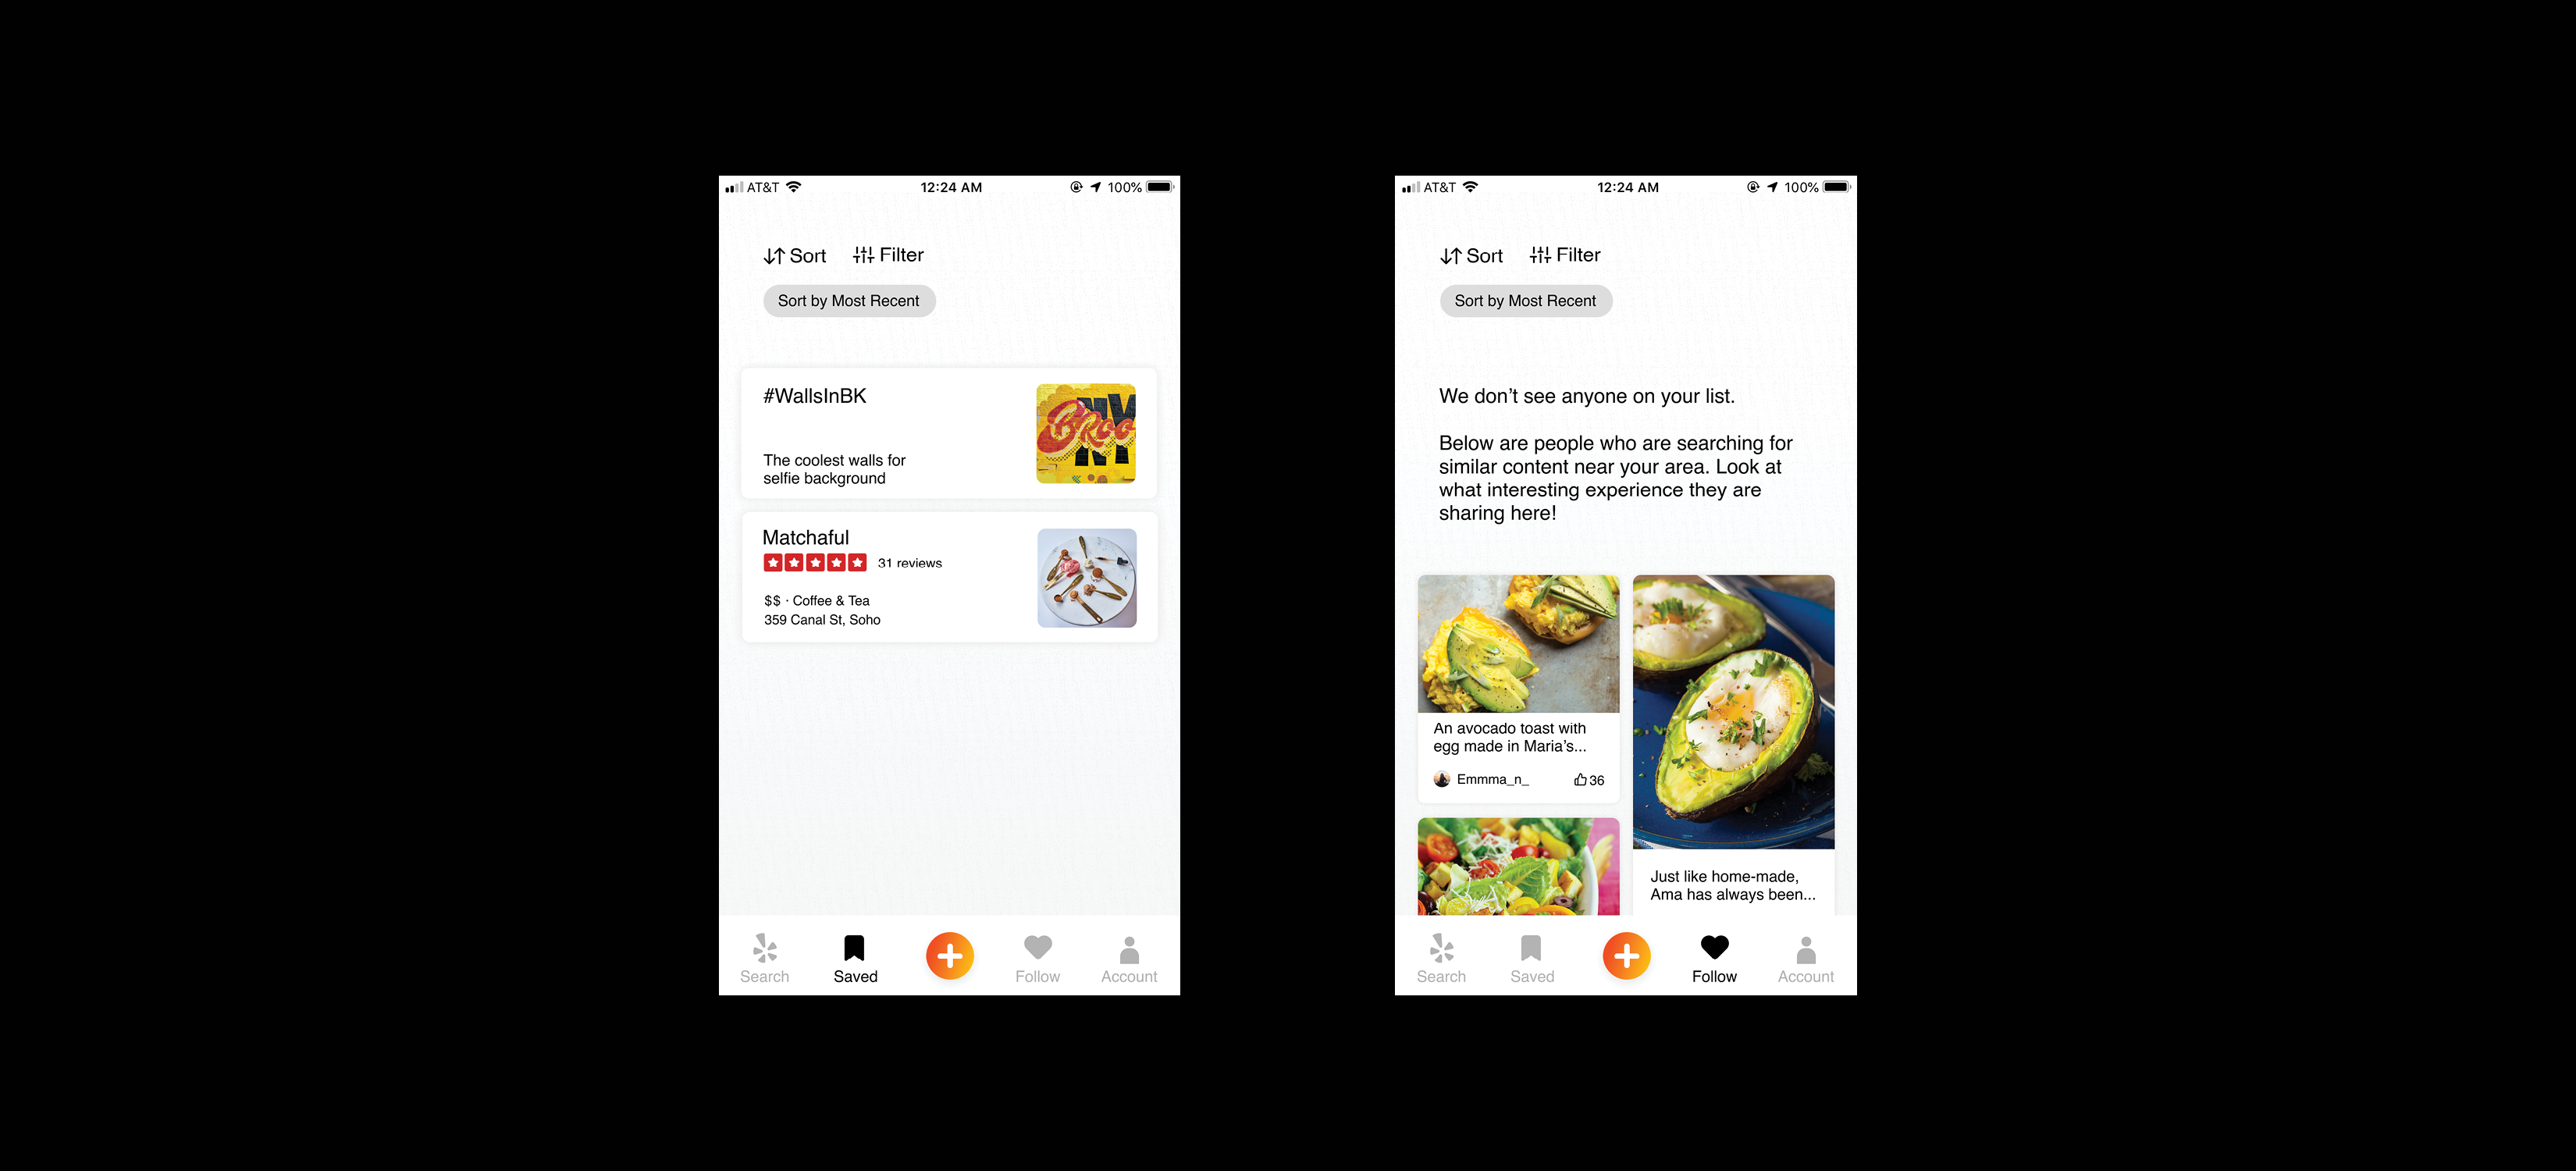 AT&T 12:24 AM 100%
Sort Filter
Sort by Most Recent
#WallsInBK
The coolest walls for
selfie background
Matchaful
31 reviews
$$ · Coffee & Tea
359 Canal St, Soho
Search Saved Follow Account
AT&T 12:24 AM 100%
Sort Filter
Sort by Most Recent
We don’t see anyone on your list.
Below are people who are searching for
similar content near your area. Look at
what interesting experience they are
sharing here!
An avocado toast with
egg made in Maria’s...
Emmma_n_ 36
Just like home-made,
Ama has always been...
Search Saved Follow Account